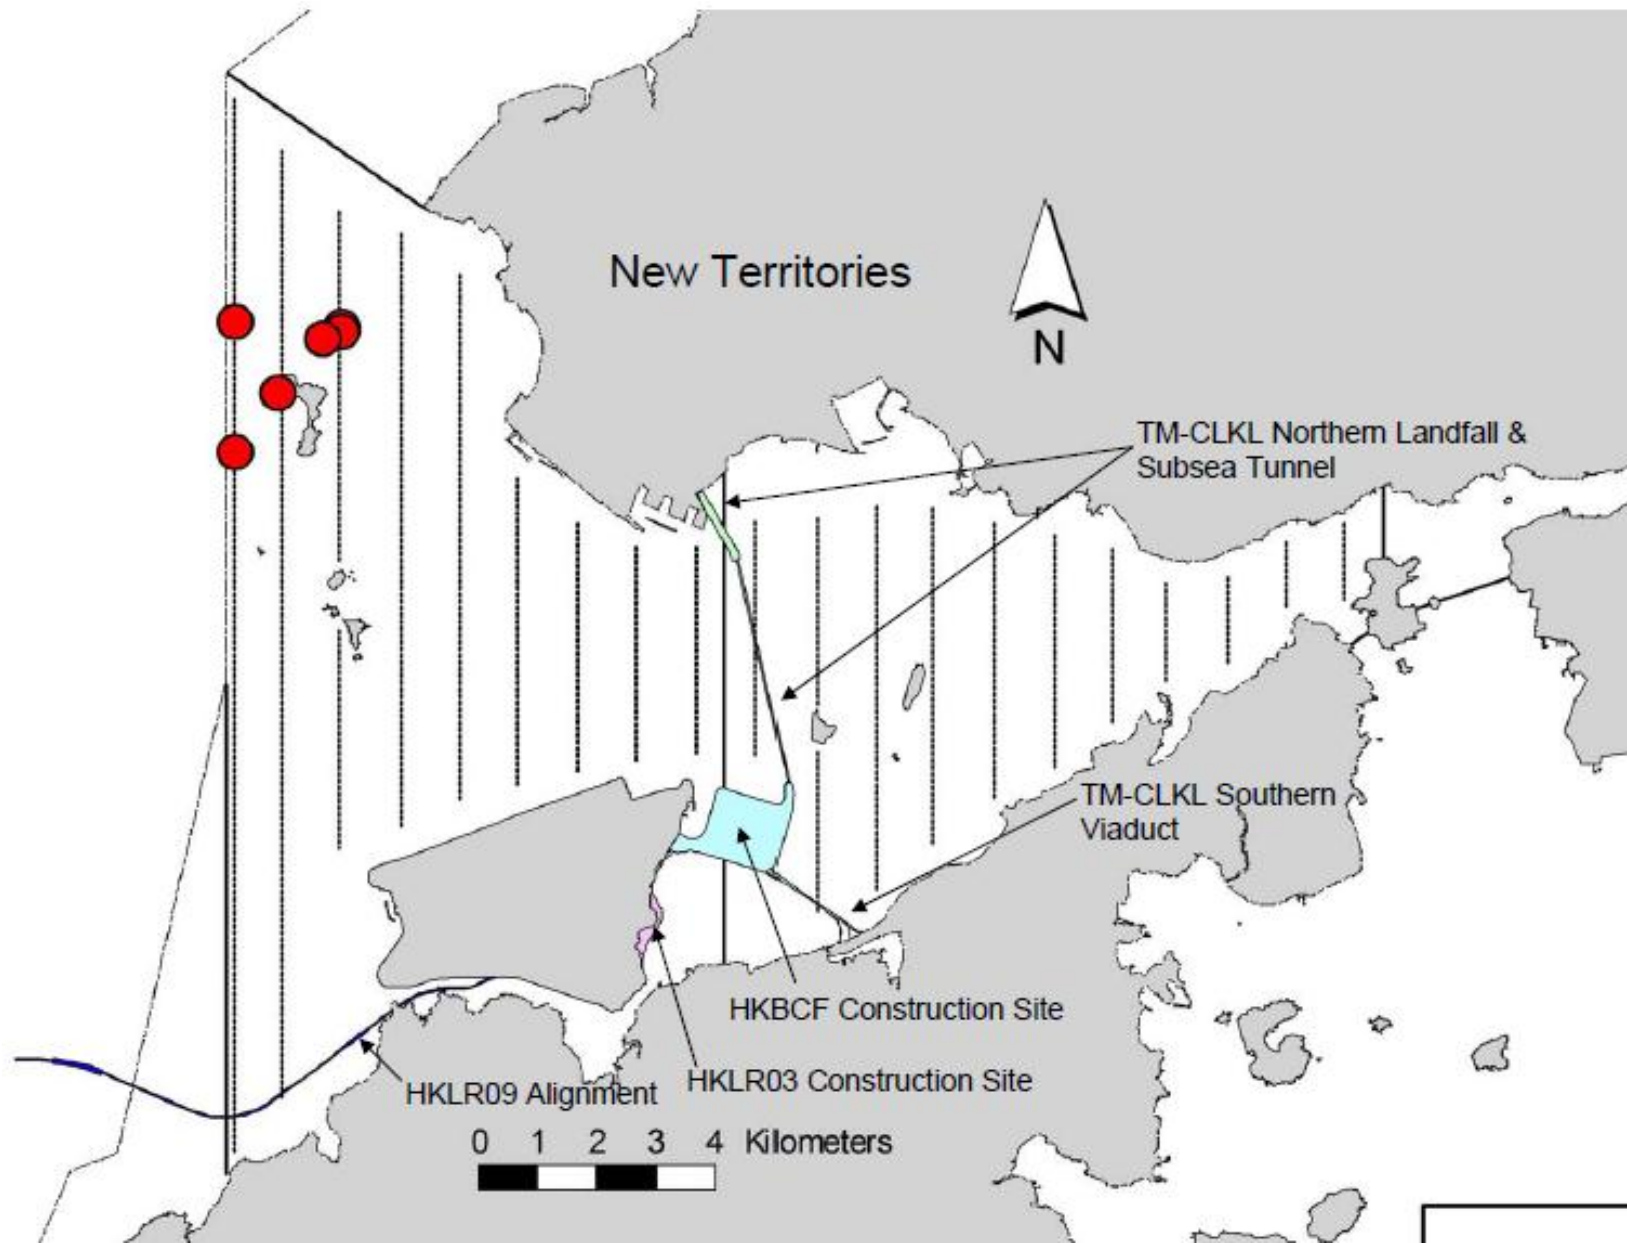 New Territories
N
TM-CLKL Northern Landfall &
Subsea Tunnel
TM-CLKL Southern
Viaduct
HKBCF Construction Site
HKLR03 Construction Site
HKLR09 Alignment
0 1 2 3 4 Kilometers